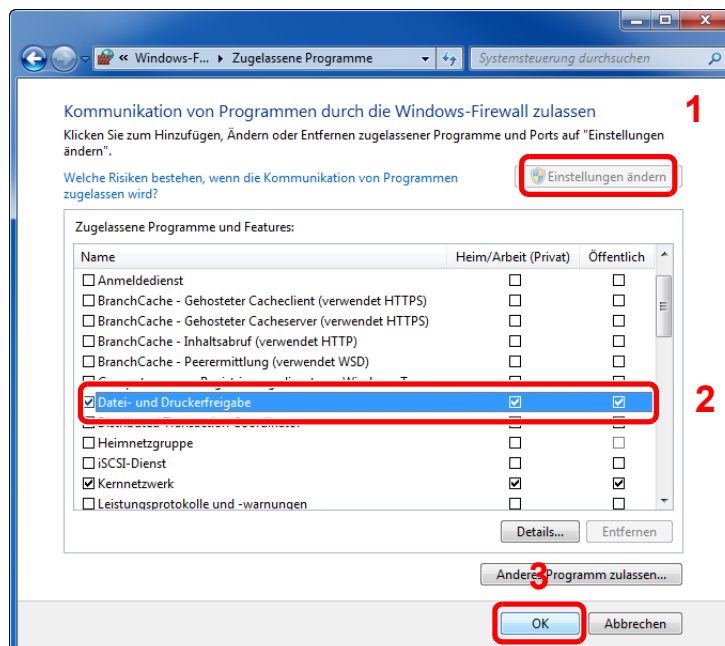 « Windows-F... Zugelassene Programme
Systemsteuerung durchsuchen
Kommunikation von Programmen durch die Windows-Firewall zulassen
1
Klicken Sie zum Hinzufügen, Ändern oder Entfernen zugelassener Programme und Ports auf "Einstellungen
ändern".
Welche Risiken bestehen, wenn die Kommunikation von Programmen
zugelassen wird?
Einstellungen ändern
Zugelassene Programme und Features:
Name Heim/Arbeit (Privat) Öffentlich
Anmeldedienst
BranchCache - Gehosteter Cacheclient (verwendet HTTPS)
BranchCache - Gehosteter Cacheserver (verwendet HTTPS)
BranchCache - Inhaltsabruf (verwendet HTTP)
BranchCache - Peerermittlung (verwendet WSD)
Datei- und Druckerfreigabe
2
Heimnetzgruppe
iSCSI-Dienst
Kernnetzwerk
Leistungsprotokolle und -warnungen
Details... Entfernen
Anderes Programm zulassen...
3
OK Abbrechen